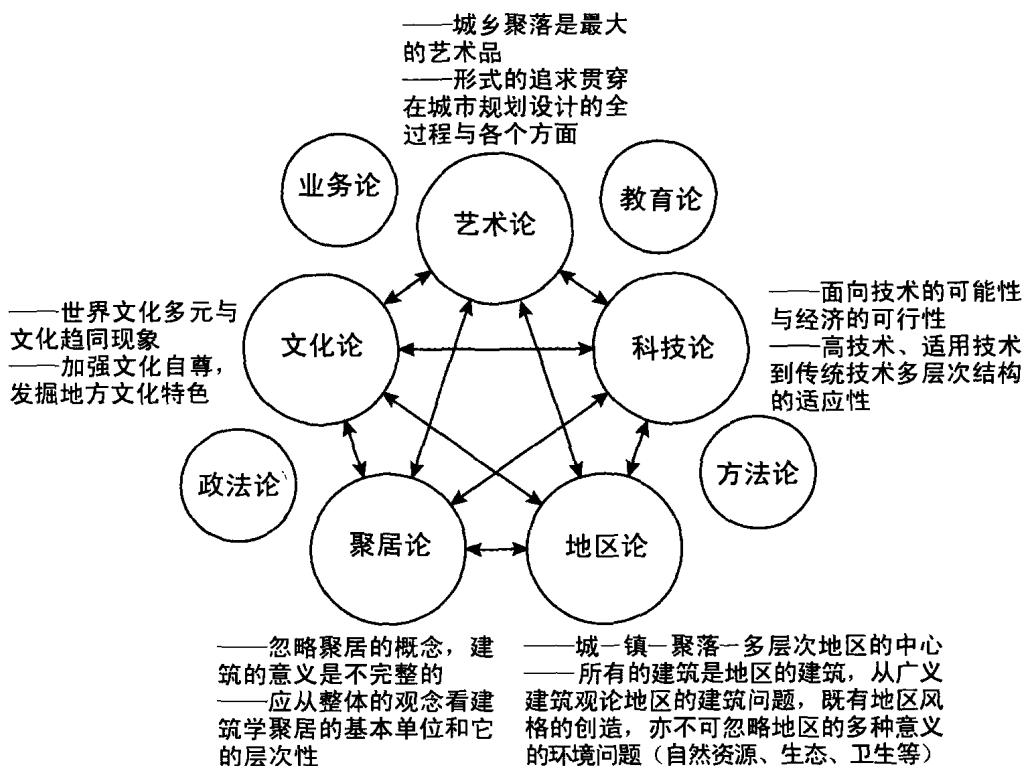 ——城乡聚落是最大
的艺术品
——形式的追求贯穿
在城市规划设计的全
过程与各个方面
业务论
艺术论
教育论
——世界文化多元与
文化趋同现象
——加强文化自尊，
发掘地方文化特色
文化论
科技论
——面向技术的可能性
与经济的可行性
——高技术、适用技术
到传统技术多层次结构
的适应性
政法论
方法论
聚居论
地区论
——忽略聚居的概念，建
筑的意义是不完整的
——应从整体的观念看建
筑学聚居的基本单位和它
的层次性
——城—镇—聚落—多层次地区的中心
——所有的建筑是地区的建筑，从广义
建筑观论地区的建筑问题，既有地区风
格的创造，亦不可忽略地区的多种意义
的环境问题（自然资源、生态、卫生等）